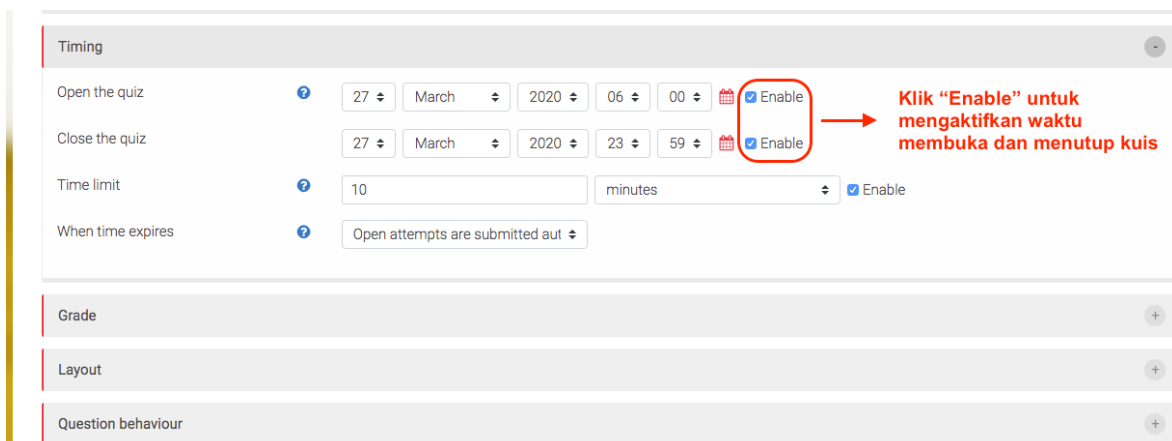 Timing
Open the quiz 27 March 2020 06 00 Enable
Close the quiz 27 March 2020 23 59 Enable
Klik “Enable” untuk
mengaktifkan waktu
membuka dan menutup kuis
Time limit 10 minutes Enable
When time expires Open attempts are submitted aut
Grade
Layout
Question behaviour